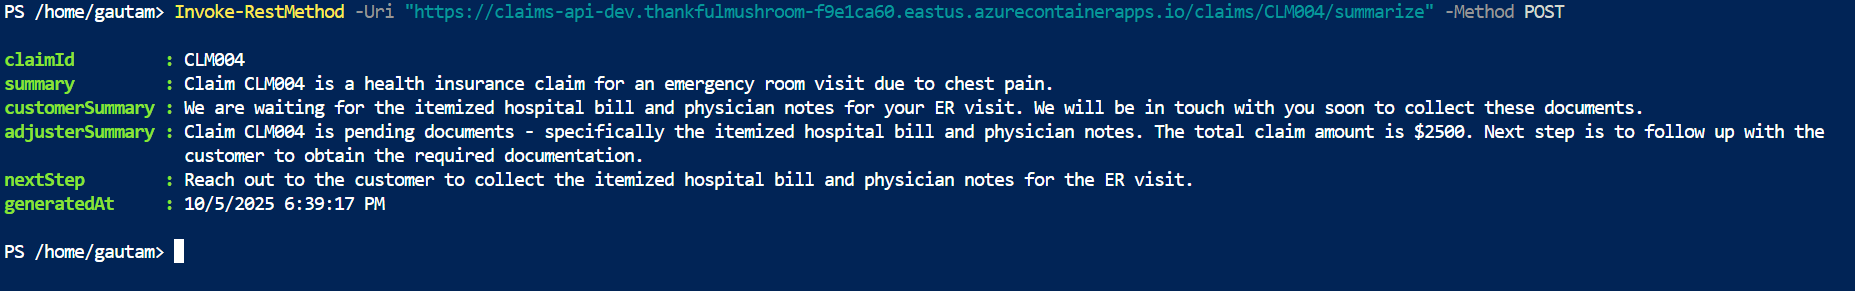 PS /home/gautam> Invoke-RestMethod -Uri "https://claims-api-dev.thankfulmushroom-f9e1ca60.eastus.azurecontainerapps.io/claims/CLM004/summarize" -Method POST
claimId : CLM004
summary : Claim CLM004 is a health insurance claim for an emergency room visit due to chest pain.
customerSummary : We are waiting for the itemized hospital bill and physician notes for your ER visit. We will be in touch with you soon to collect these documents.
adjusterSummary : Claim CLM004 is pending documents - specifically the itemized hospital bill and physician notes. The total claim amount is $2500. Next step is to follow up with the
customer to obtain the required documentation.
nextStep : Reach out to the customer to collect the itemized hospital bill and physician notes for the ER visit.
generatedAt : 10/5/2025 6:39:17 PM
PS /home/gautam>